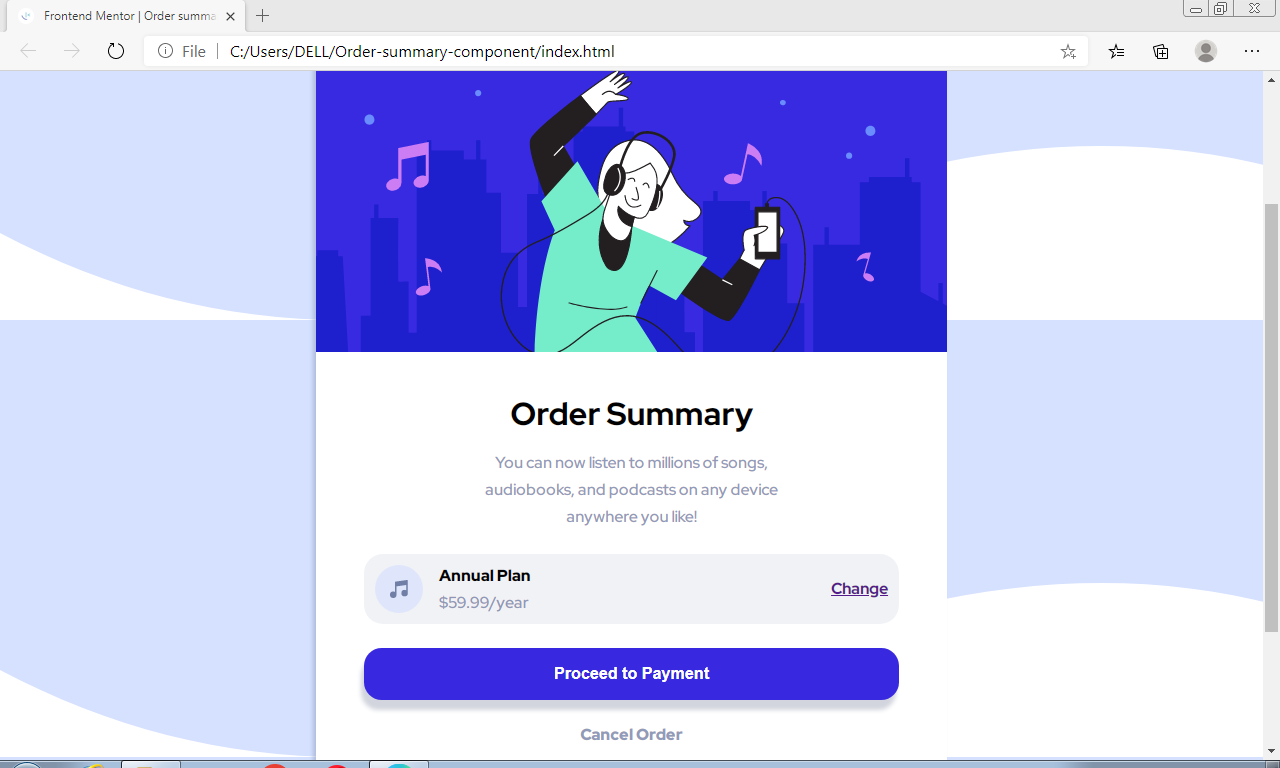 Frontend Mentor | Order summa
File
C:/Users/DELL/Order-summary-component/index.html
Order Summary
You can now listen to millions of songs,
audiobooks, and podcasts on any device
anywhere you like!
Annual Plan
$59.99/year
Change
Proceed to Payment
Cancel Order